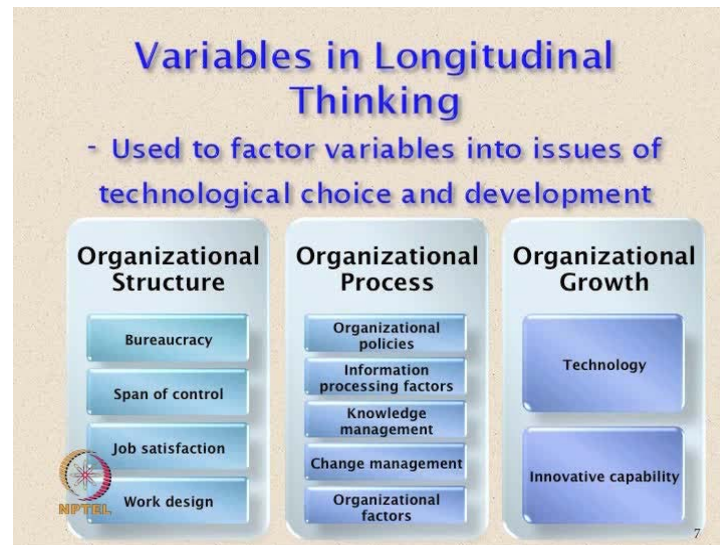 Variables in Longitudinal
Thinking
- Used to factor variables into issues of
technological choice and development
Organizational
Structure
Bureaucracy
Span of control
Job satisfaction
Work design
Organizational
Process
Organizational
policies
Information
processing factors
Knowledge
management
Change management
Organizational
factors
Organizational
Growth
Technology
Innovative capability
NPTEL
7